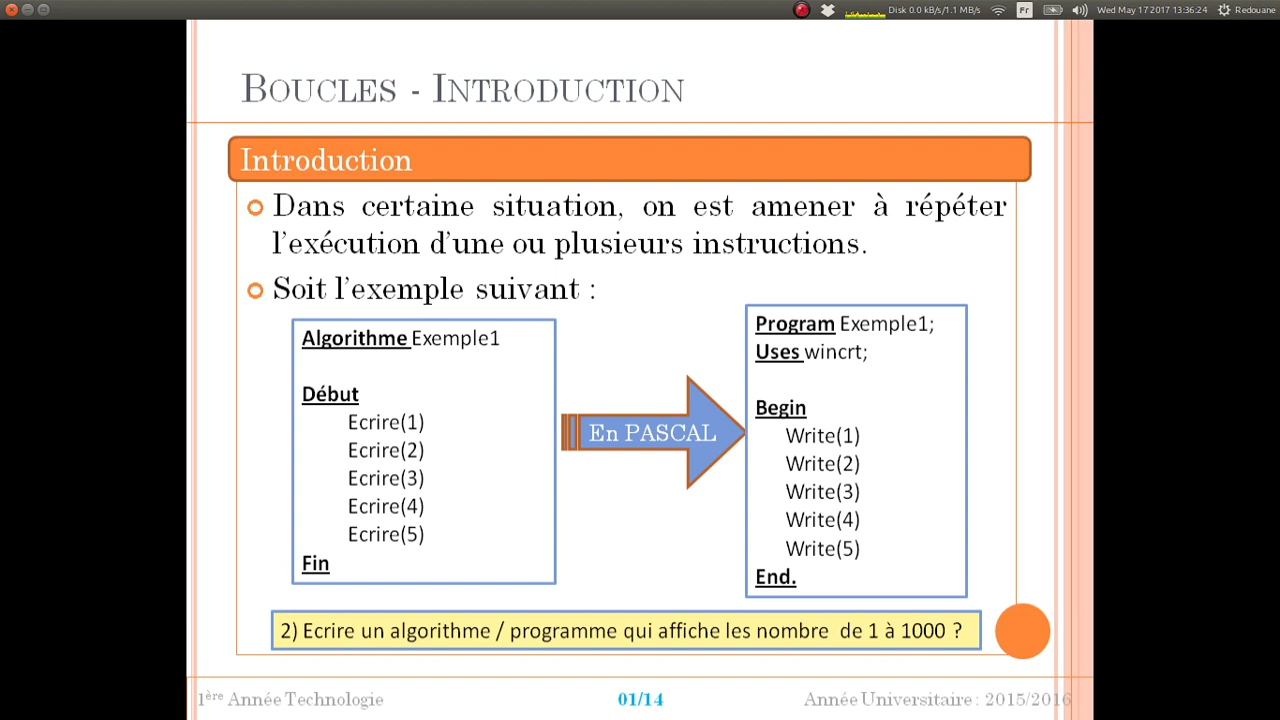 Disk 0.0 kB/s/1.1 MB/s Fr Wed May 17 2017 13:36:24 Redouane
BOUCLES - INTRODUCTION
Introduction
Dans certaine situation, on est amener à répéter
l'exécution d'une ou plusieurs instructions.
Soit l'exemple suivant :
Algorithme Exemple1
Début
Ecrire(1)
Ecrire(2)
Ecrire(3)
Ecrire(4)
Ecrire(5)
Fin
En PASCAL
Program Exemple1;
Uses wincrt;
Begin
Write(1)
Write(2)
Write(3)
Write(4)
Write(5)
End.
2) Ecrire un algorithme / programme qui affiche les nombre de 1 à 1000 ?
1ère Année Technologie 01/14 Année Universitaire : 2015/2016